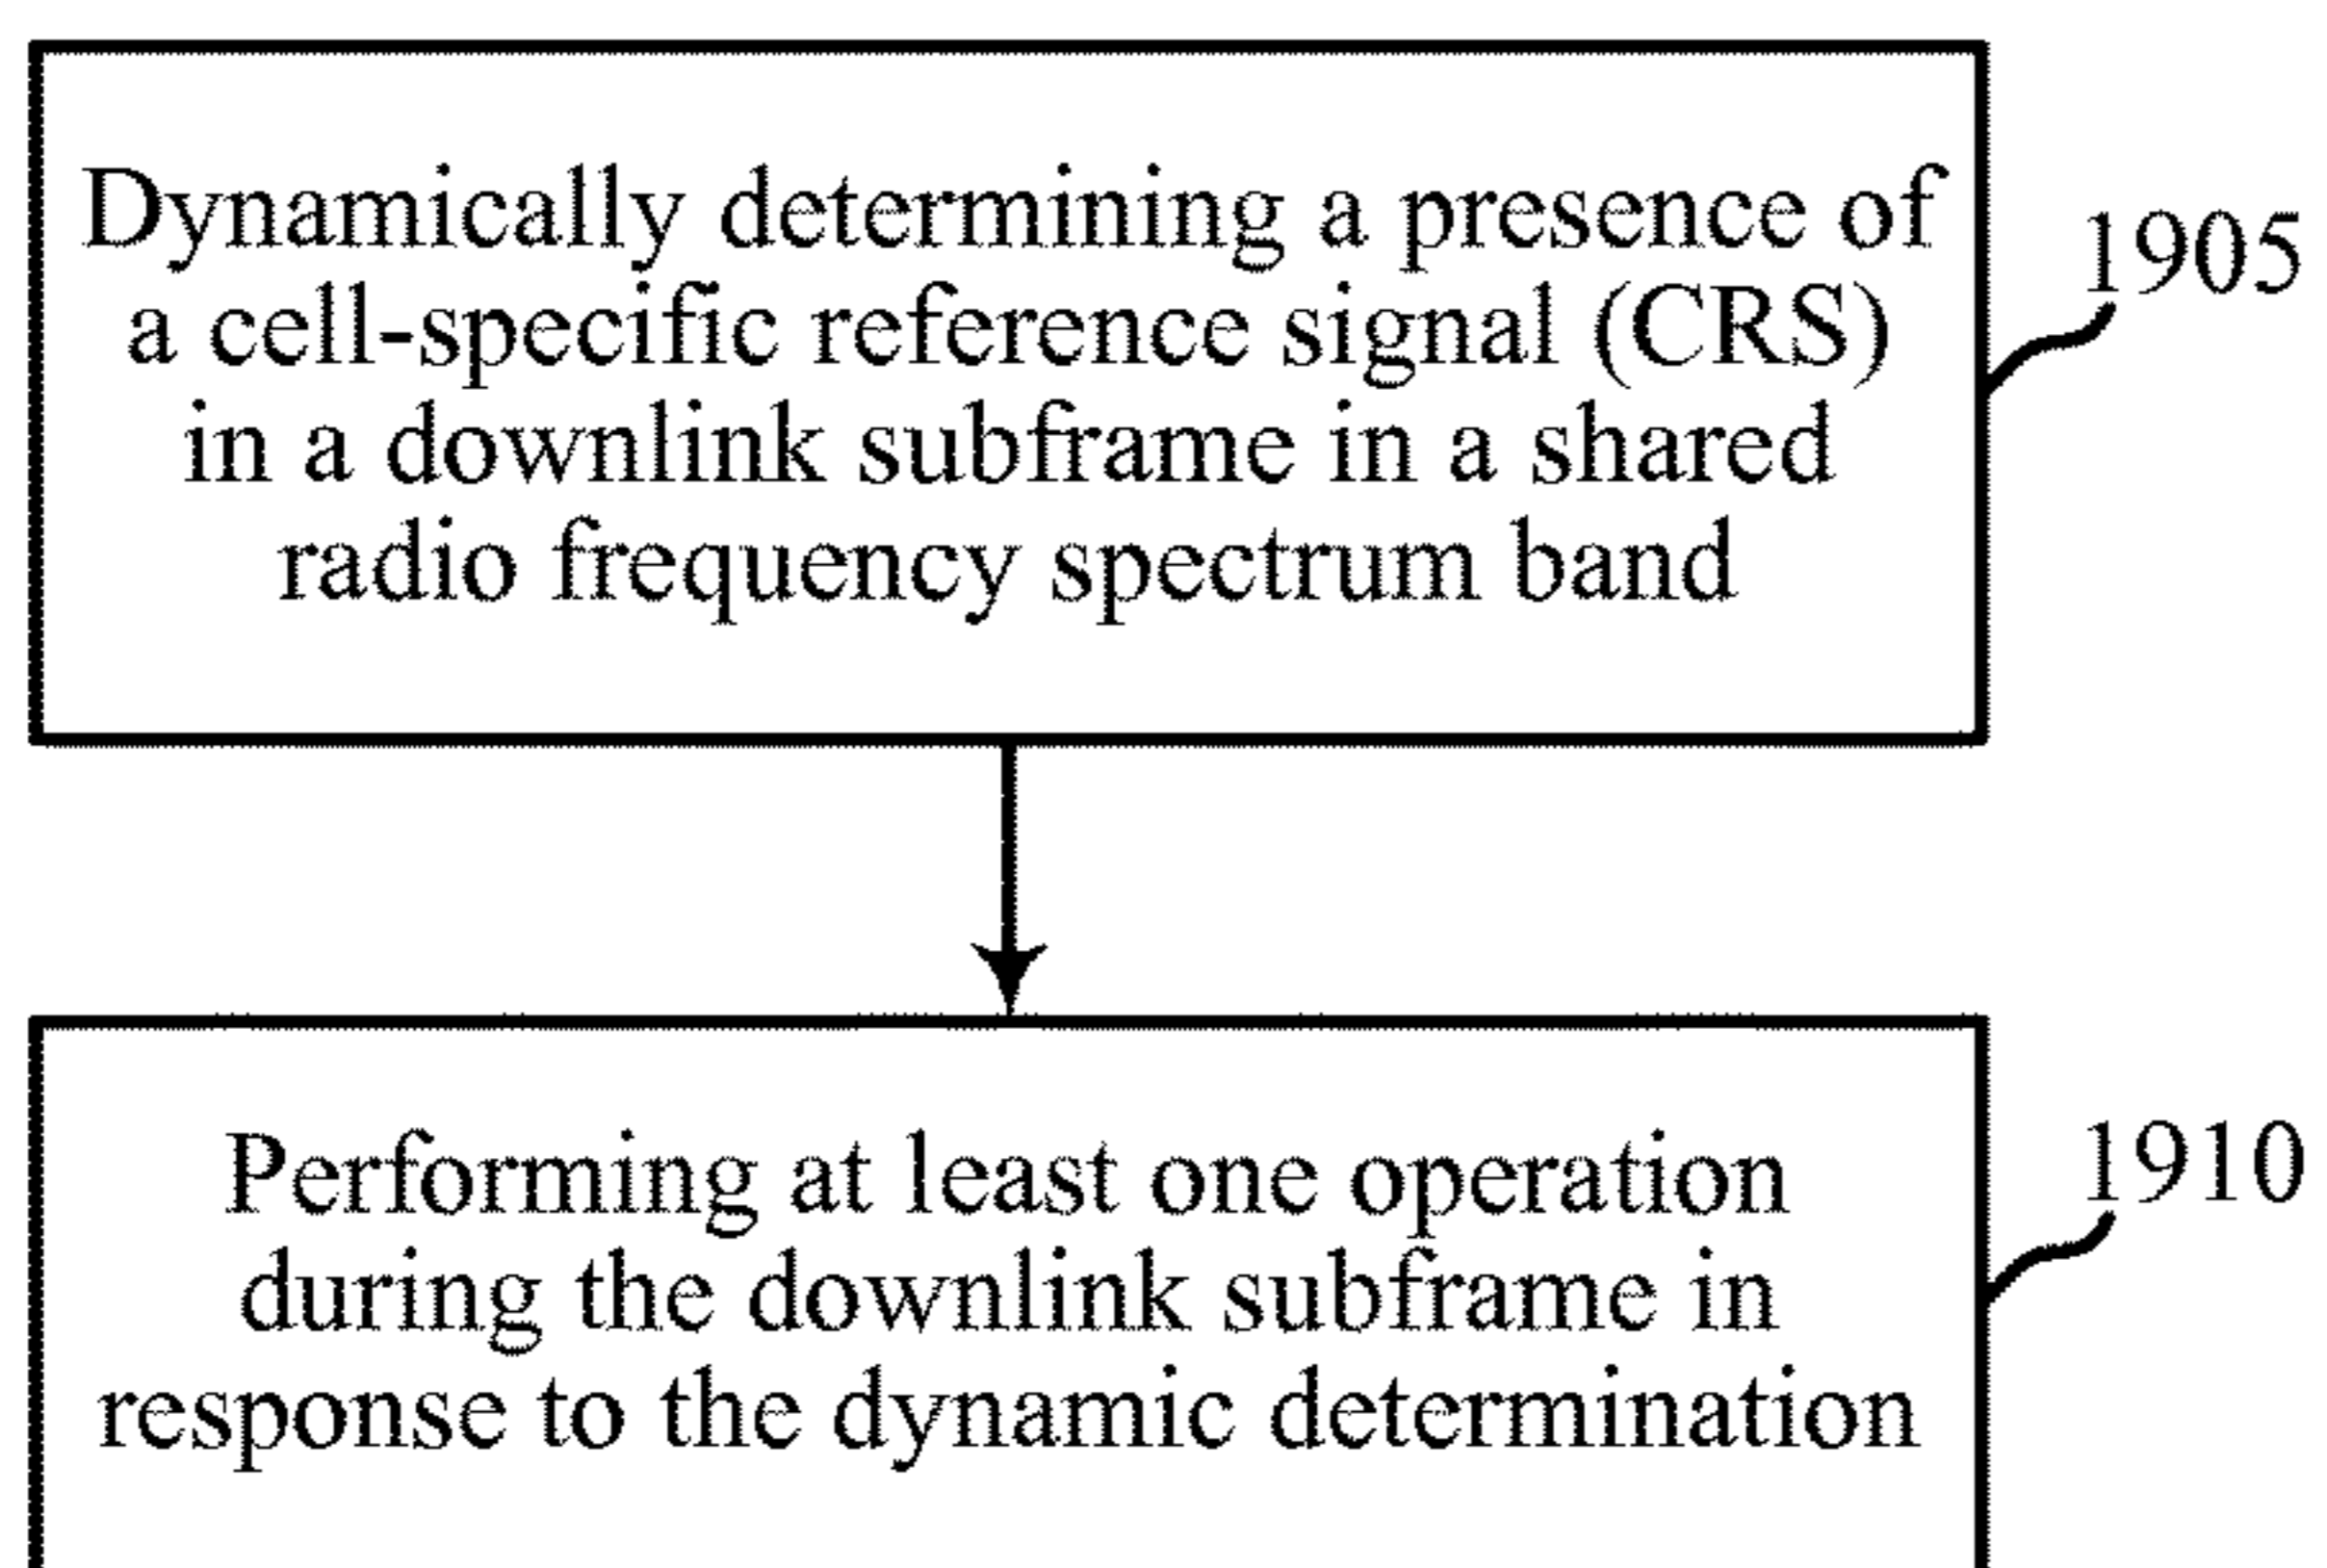 Dynamically determining a presence of
a cell-specific reference signal (CRS)
in a downlink subframe in a shared
radio frequency spectrum band
1905
Performing at least one operation
during the downlink subframe in
response to the dynamic determination
1910